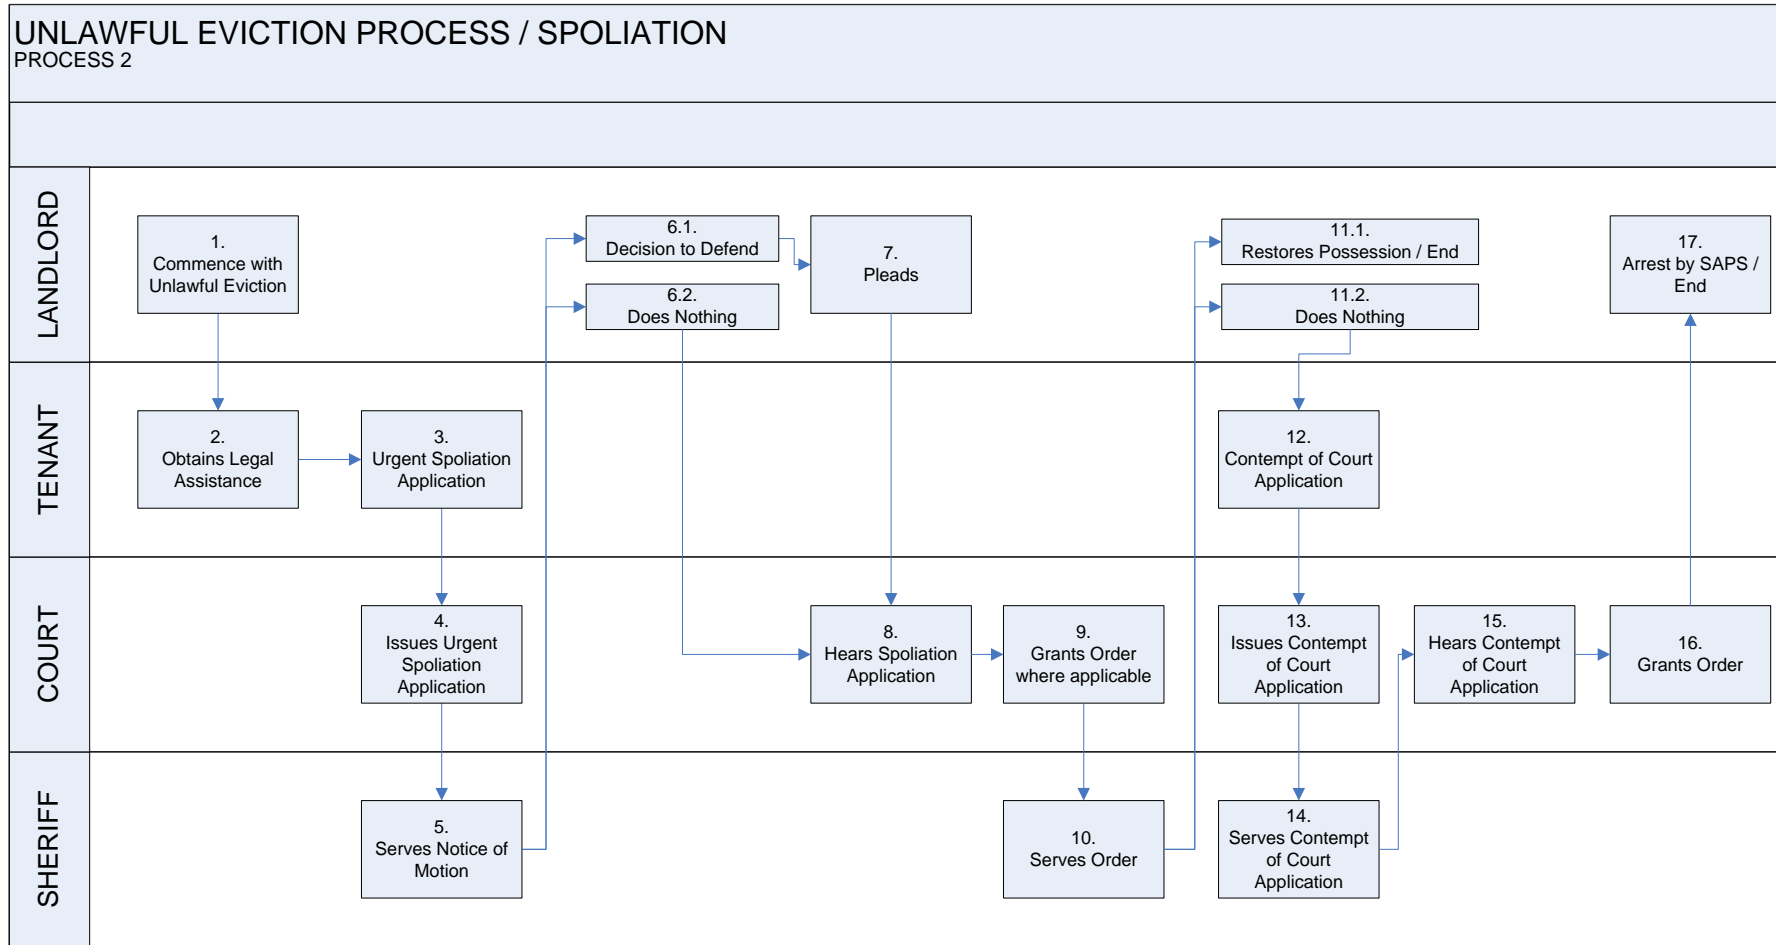 UNLAWFUL EVICTION PROCESS / SPOLIATION
PROCESS 2
LANDLORD
1.
Commence with
Unlawful Eviction
6.1.
Decision to Defend
6.2.
Does Nothing
7.
Pleads
11.1.
Restores Possession / End
11.2.
Does Nothing
17.
Arrest by SAPS /
End
TENANT
2.
Obtains Legal
Assistance
3.
Urgent Spoliation
Application
12.
Contempt of Court
Application
COURT
4.
Issues Urgent
Spoliation
Application
8.
Hears Spoliation
Application
9.
Grants Order
where applicable
13.
Issues Contempt
of Court
Application
15.
Hears Contempt
of Court
Application
16.
Grants Order
SHERIFF
5.
Serves Notice of
Motion
10.
Serves Order
14.
Serves Contempt
of Court
Application